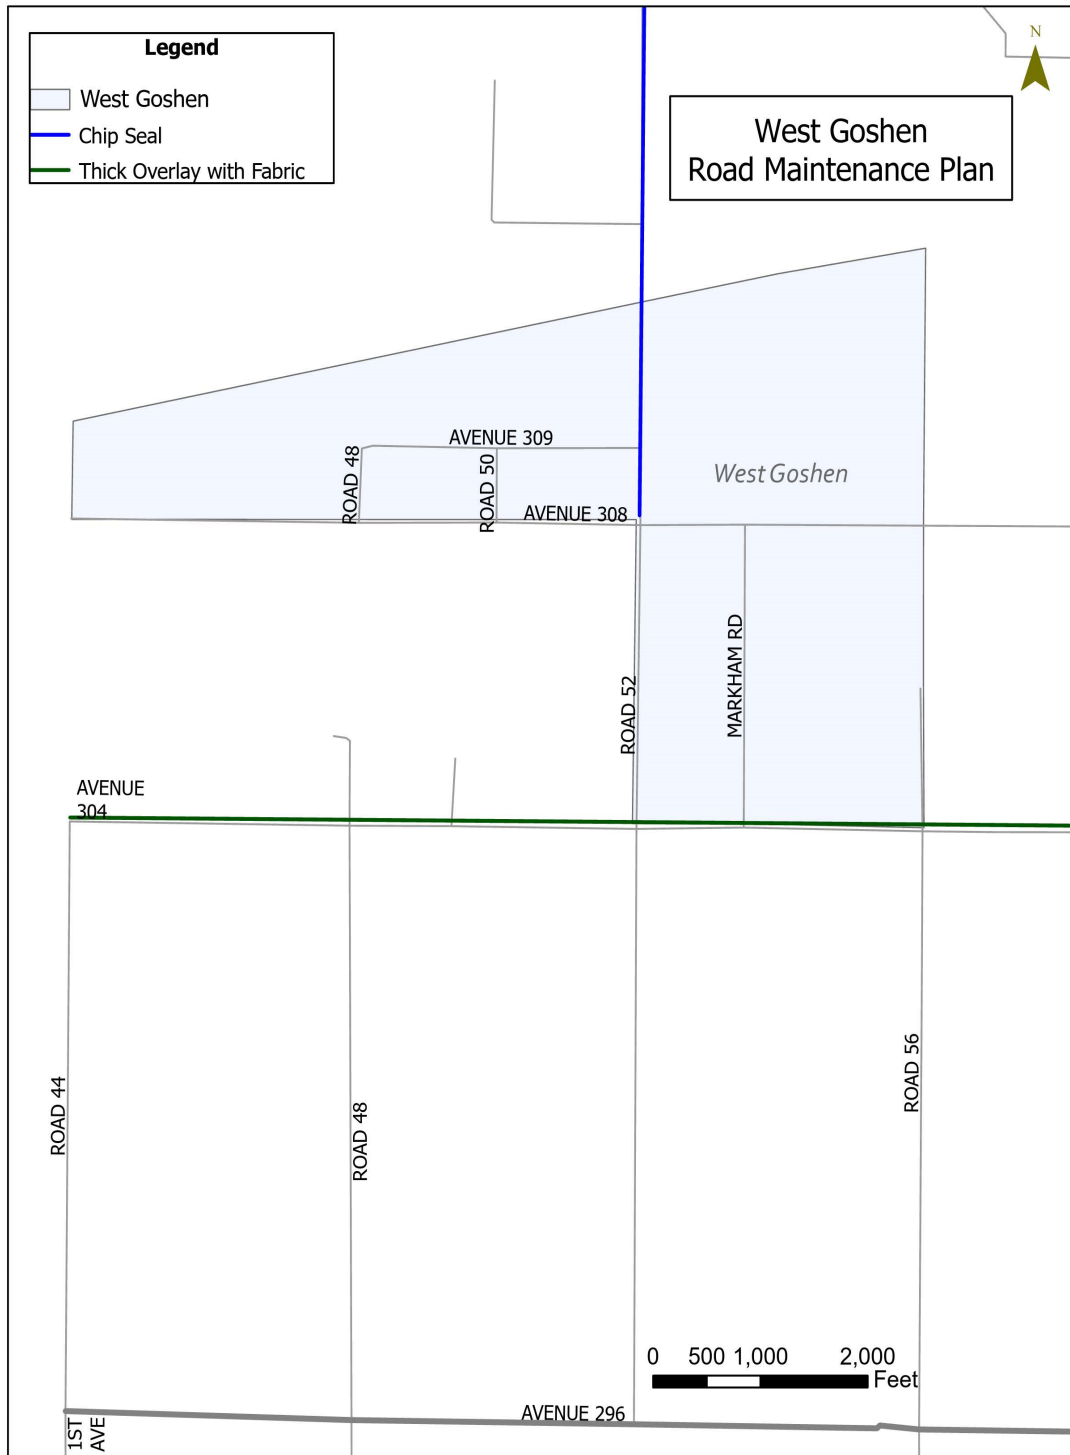 Legend
West Goshen
Chip Seal
Thick Overlay with Fabric
N
West Goshen
Road Maintenance Plan
AVENUE 309
ROAD 48
ROAD 50
West Goshen
AVENUE 308
MARKHAM RD
ROAD 52
AVENUE
304
ROAD 56
ROAD 44
ROAD 48
0 500 1,000 2,000
Feet
AVENUE 296
1ST
AVE